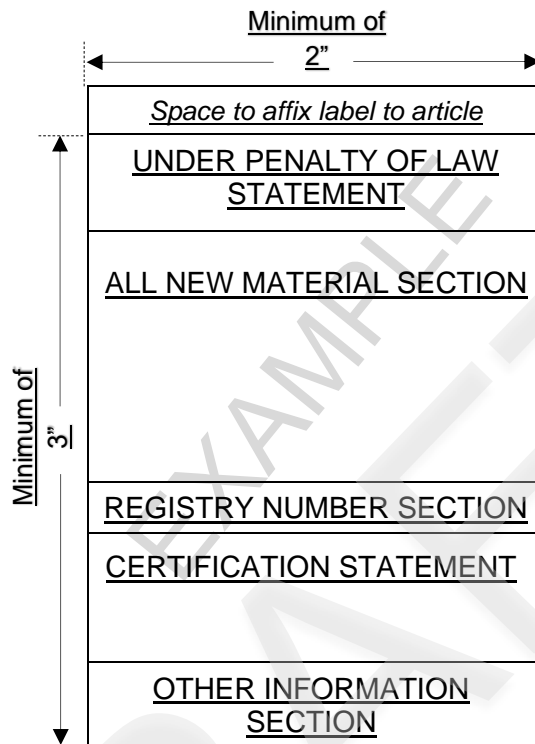 Minimum of
2”
Space to affix label to article
UNDER PENALTY OF LAW
STATEMENT
ALL NEW MATERIAL SECTION
Minimum of
3”
REGISTRY NUMBER SECTION
CERTIFICATION STATEMENT
OTHER INFORMATION
SECTION
EXAMPLE